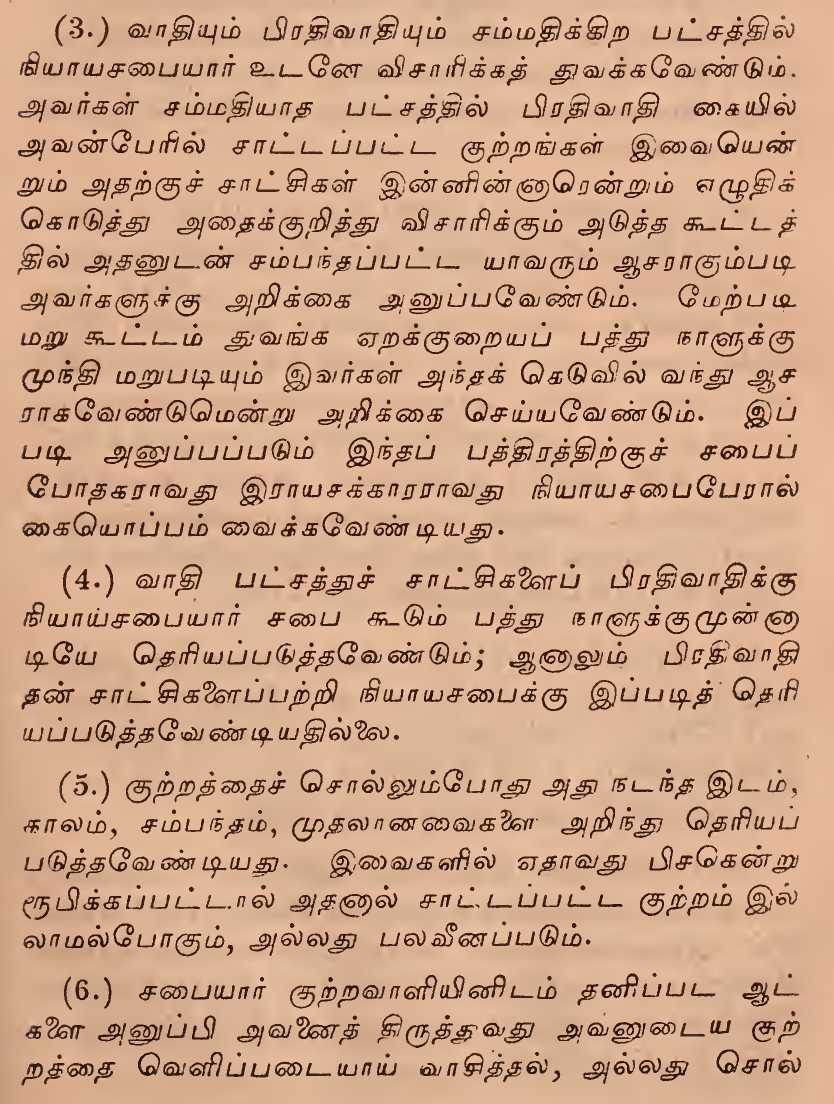 (3.) வாதியும் பிரதிவாதியும் சம்மதிக்கிற பட்சத்தில்
நியாயசபையார் உடனே விசாரிக்கத் துவக்கவேண்டும்.
அவர்கள் சம்மதியாத பட்சத்தில் பிரதிவாதி கையில்
அவன்பேரில் சாட்டப்பட்ட குற்றங்கள் இவையென்
றும் அதற்குச் சாட்சிகள் இன்னின்னாரென்றும் எழுதிக்
கொடுத்து அதைக்குறித்து விசாரிக்கும் அடுத்த கூட்டத்
தில் அதனுடன் சம்பந்தப்பட்ட யாவரும் ஆசராகும்படி
அவர்களுக்கு அறிக்கை அனுப்பவேண்டும். மேற்படி
மறு கூட்டம் துவங்க ஏறக்குறையப் பத்து நாளுக்கு
முந்தி மறுபடியும் இவர்கள் அந்தக் கெடுவில் வந்து ஆச
ராகவேண்டுமென்று அறிக்கை செய்யவேண்டும். இப்
படி அனுப்பப்படும் இந்தப் பத்திரத்திற்குச் சபைப்
போதகராவது இராயசக்காரராவது நியாயசபைபேரால்
கையொப்பம் வைக்கவேண்டியது.
(4.) வாதி பட்சத்துச் சாட்சிகளைப் பிரதிவாதிக்கு
நியாய்சபையார் சபை கூடும் பத்து நாளுக்குமுன்னா
டியே தெரியப்படுத்தவேண்டும்; ஆனாலும் பிரதிவாதி
தன் சாட்சிகளைப்பற்றி நியாயசபைக்கு இப்படித் தெரி
யப்படுத்தவேண்டியதில்லை.
(5.) குற்றத்தைச் சொல்லும்போது அது நடந்த இடம்,
காலம், சம்பந்தம், முதலானவைகளை அறிந்து தெரியப்
படுத்தவேண்டியது. இவைகளில் ஏதாவது பிசகென்று
ரூபிக்கப்பட்டால் அதனால் சாட்டப்பட்ட குற்றம் இல்
லாமல்போகும், அல்லது பலவீனப்படும்.
(6.) சபையார் குற்றவாளியினிடம் தனிப்பட ஆட்
களை அனுப்பி அவனைத் திருத்துவது அவனுடைய குற்
றத்தை வெளிப்படையாய் வாசித்தல், அல்லது சொல்